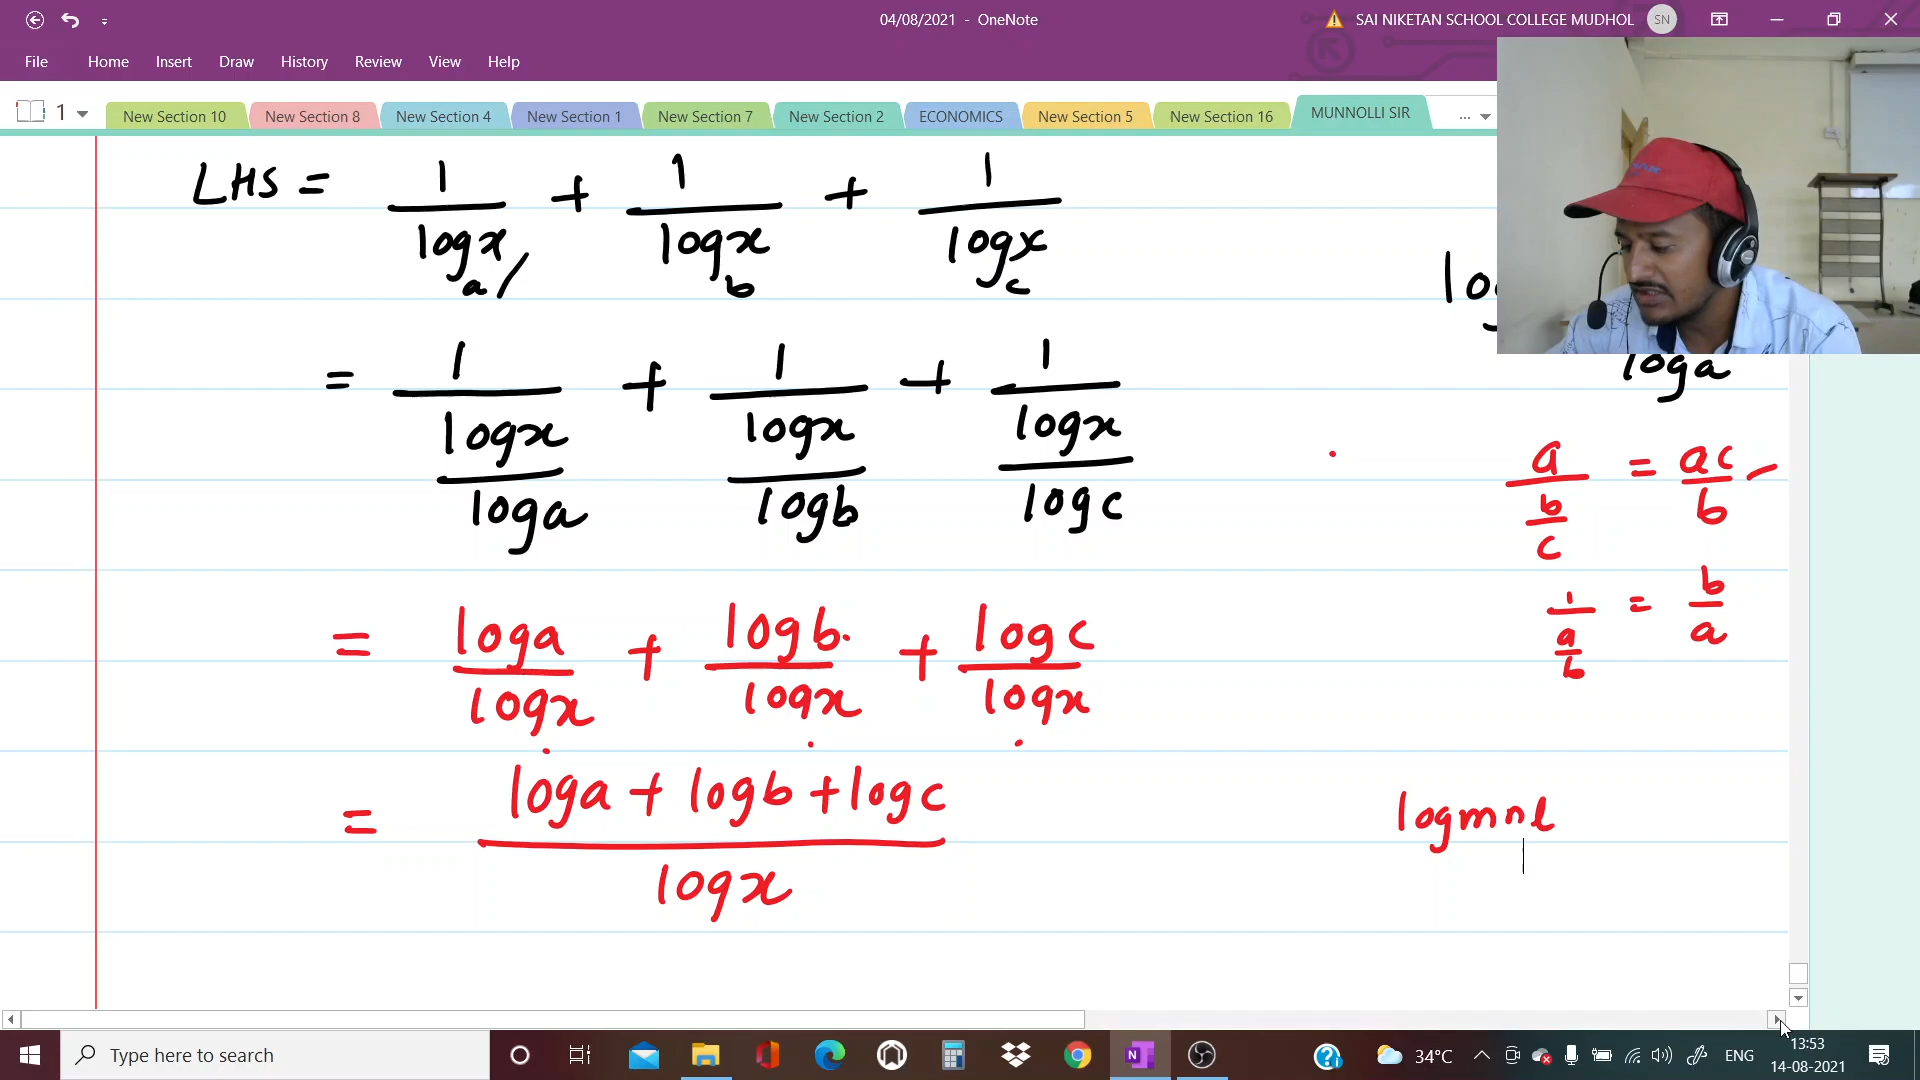 04/08/2021 - OneNote
SAI NIKETAN SCHOOL COLLEGE MUDHOL SN
File Home Insert Draw History Review View Help
1 New Section 10 New Section 8 New Section 4 New Section 1 New Section 7 New Section 2 ECONOMICS New Section 5 New Section 16 MUNNOLLI SIR ...
LHS = 1/log_a x + 1/log_b x + 1/log_c x
= 1/(logx/loga) + 1/(logx/logb) + 1/(logx/logc)
loga
a/(b/c) = ac/b
1/(a/b) = b/a
= loga/logx + logb/logx + logc/logx
= (loga + logb + logc)/logx
logmnl
Type here to search
34°C ENG 13:53
14-08-2021